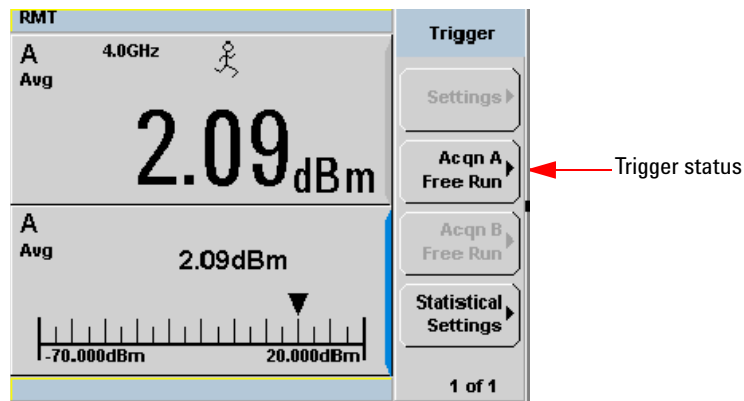 RMT
A
4.0GHz
Avg
2.09dBm
A
Avg
2.09dBm
-70.000dBm
20.000dBm
Trigger
Settings
Acqn A
Free Run
Acqn B
Free Run
Statistical
Settings
1 of 1
Trigger status